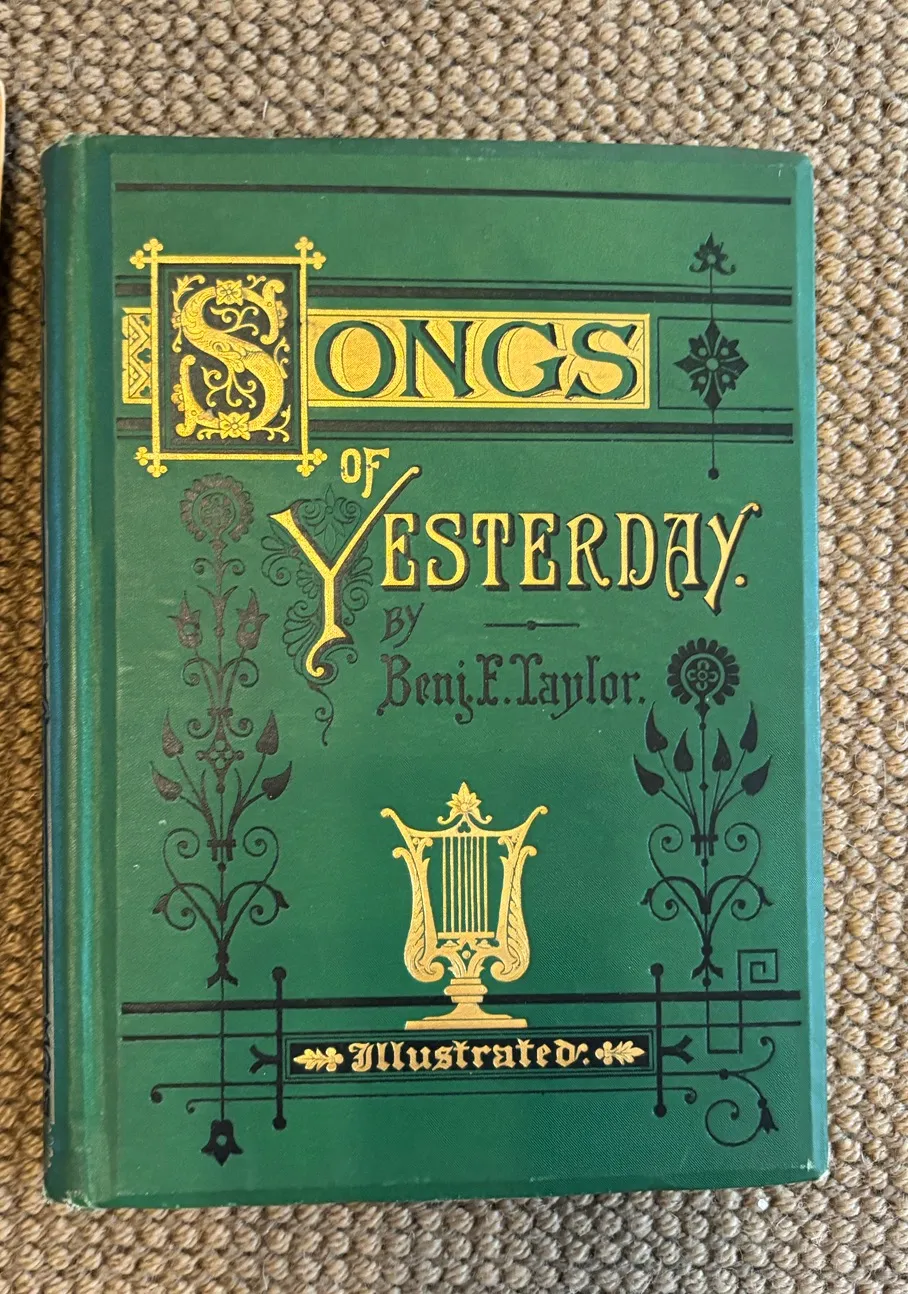 SONGS
OF
YESTERDAY.
BY
Benj. F. Taylor.
Illustrated.